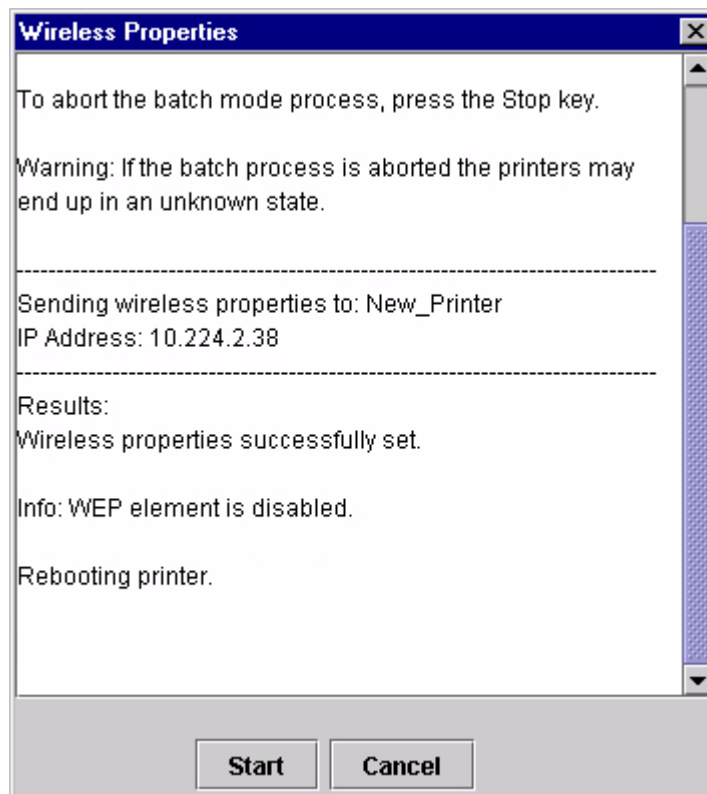 Wireless Properties
To abort the batch mode process, press the Stop key.
Warning: If the batch process is aborted the printers may
end up in an unknown state.
--------------------------------------------------------------------------------
Sending wireless properties to: New_Printer
IP Address: 10.224.2.38
--------------------------------------------------------------------------------
Results:
Wireless properties successfully set.
Info: WEP element is disabled.
Rebooting printer.
Start
Cancel